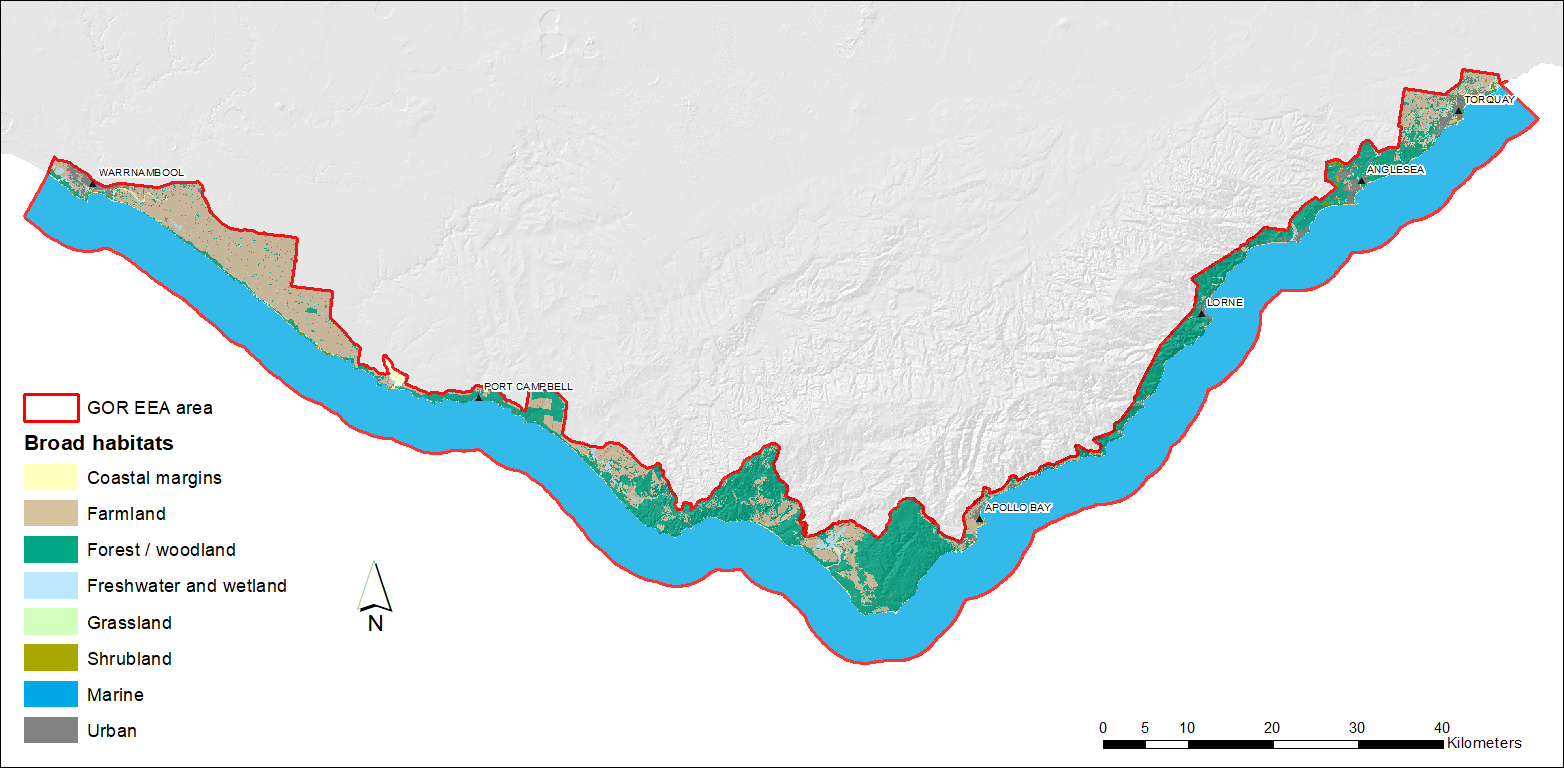 TORQUAY
WARRNAMBOOL
ANGLESEA
LORNE
PORT CAMPBELL
APOLLO BAY
GOR EEA area
Broad habitats
Coastal margins
Farmland
Forest / woodland
Freshwater and wetland
Grassland
Shrubland
Marine
Urban
N
0 5 10 20 30 40
Kilometers